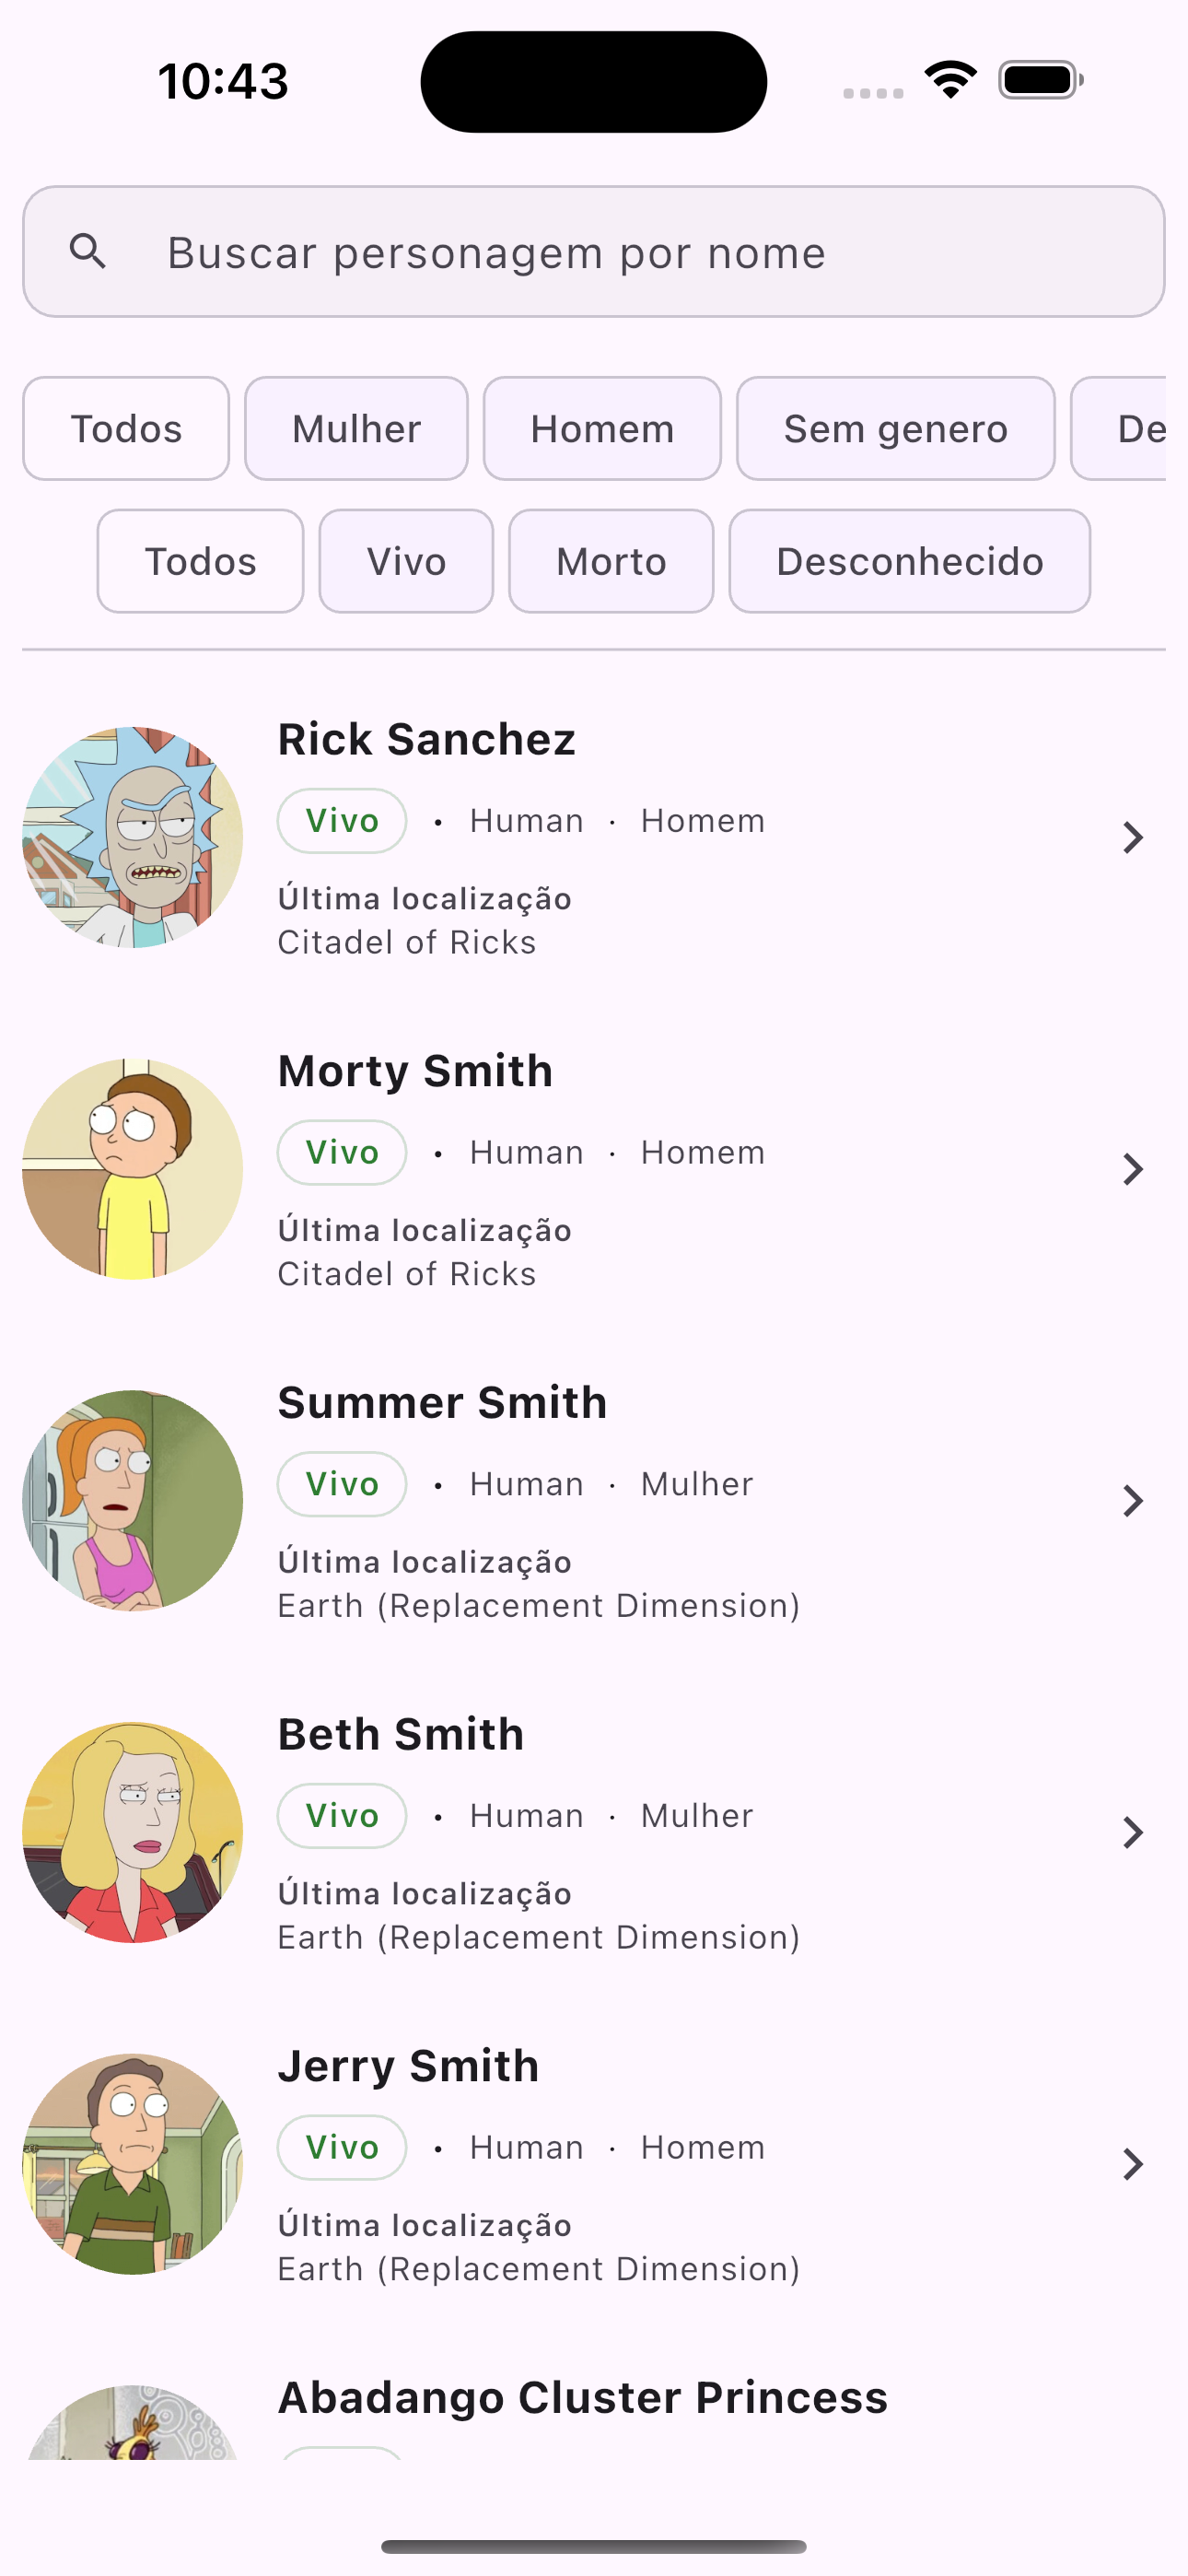 10:43
Buscar personagem por nome
Todos Mulher Homem Sem genero De
Todos Vivo Morto Desconhecido
Rick Sanchez
Vivo • Human · Homem
Última localização
Citadel of Ricks
Morty Smith
Vivo • Human · Homem
Última localização
Citadel of Ricks
Summer Smith
Vivo • Human · Mulher
Última localização
Earth (Replacement Dimension)
Beth Smith
Vivo • Human · Mulher
Última localização
Earth (Replacement Dimension)
Jerry Smith
Vivo • Human · Homem
Última localização
Earth (Replacement Dimension)
Abadango Cluster Princess